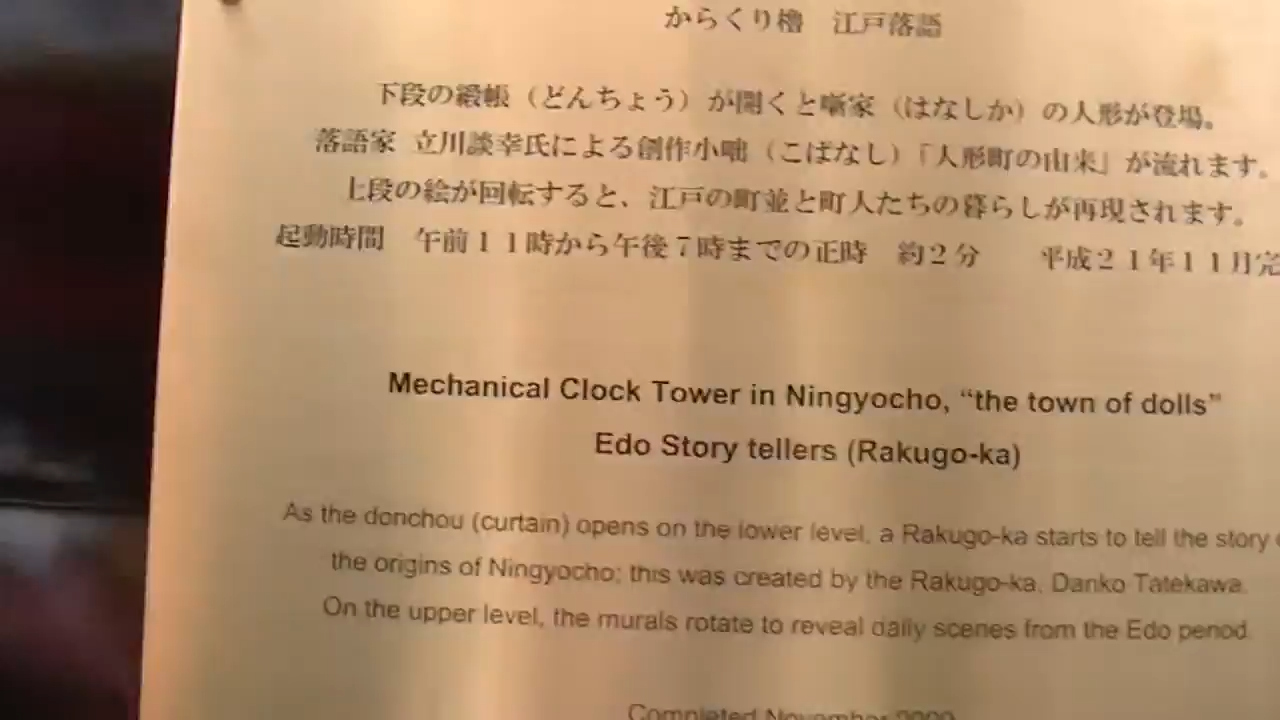 からくり櫓　江戸落語
下段の緞帳（どんちょう）が開くと噺家（はなしか）の人形が登場。
落語家 立川談幸氏による創作小咄（こばなし）「人形町の由来」が流れます。
上段の絵が回転すると、江戸の町並と町人たちの暮らしが再現されます。
起動時間　午前１１時から午後７時までの正時　約２分　　平成２１年１１月完
Mechanical Clock Tower in Ningyocho, “the town of dolls”
Edo Story tellers (Rakugo-ka)
As the donchou (curtain) opens on the lower level, a Rakugo-ka starts to tell the story
the origins of Ningyocho; this was created by the Rakugo-ka, Danko Tatekawa.
On the upper level, the murals rotate to reveal daily scenes from the Edo period.
Completed November 2009